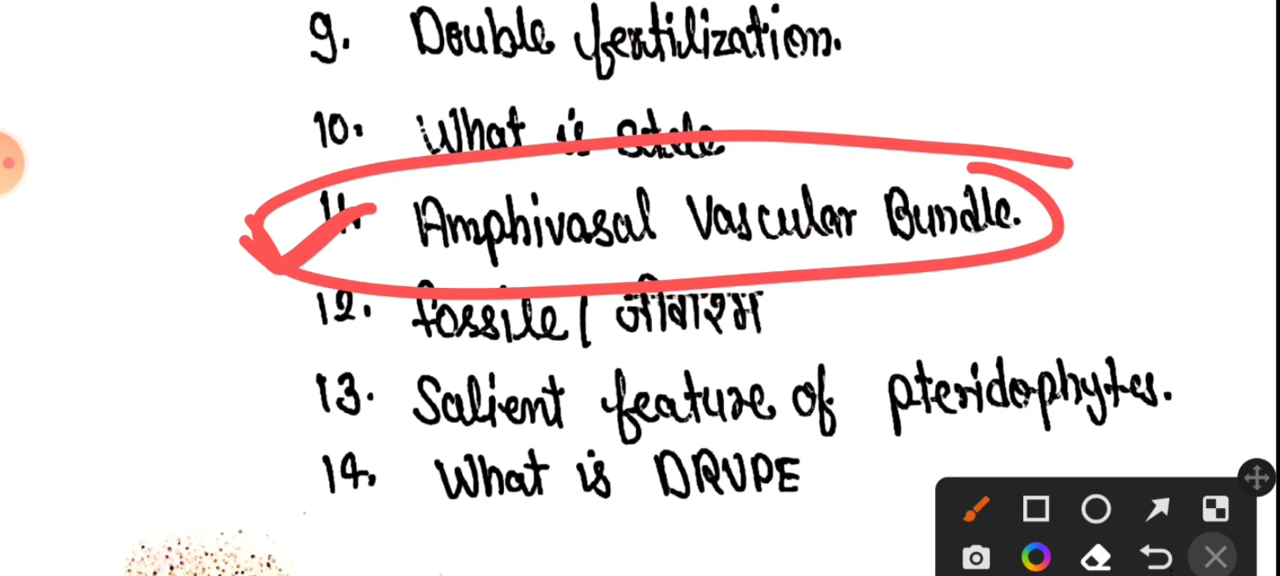 9. Double fertilization.
10. What is stele
11. Amphivasal Vascular Bundle.
12. fossile / जीवाश्म
13. Salient feature of pteridophytes.
14. What is DRUPE